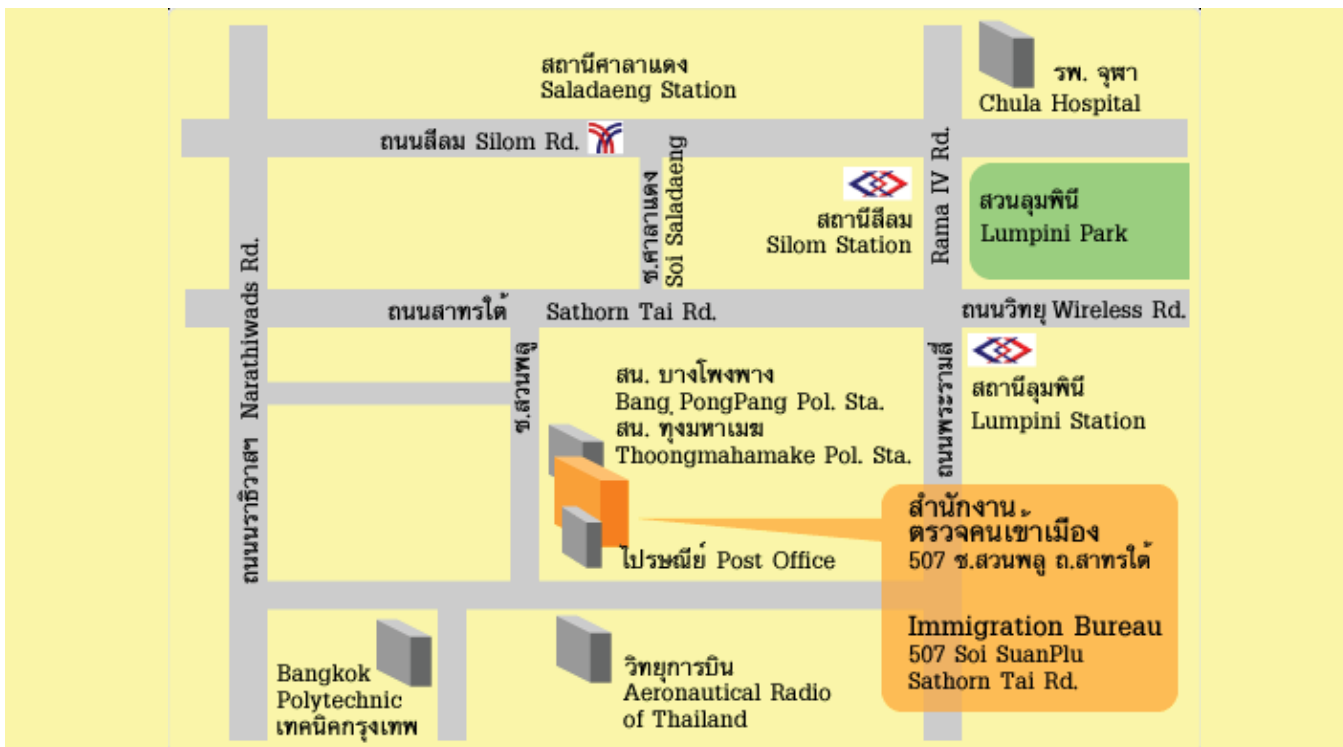 สถานีศาลาแดง
Saladaeng Station
รพ. จุฬา
Chula Hospital
ถนนสีลม Silom Rd.
ซ.ศาลาแดง
Soi Saladaeng
Rama IV Rd.
สถานีสีลม
Silom Station
สวนลุมพินี
Lumpini Park
ถนนสาทรใต้ Sathorn Tai Rd.
ถนนวิทยุ Wireless Rd.
ถนนนราธิวาสฯ Narathiwads Rd.
ซ.สวนพลู
ถนนพระรามสี่
สถานีลุมพินี
Lumpini Station
สน. บางโพงพาง
Bang PongPang Pol. Sta.
สน. ทุ่งมหาเมฆ
Thoongmahamake Pol. Sta.
ไปรษณีย์ Post Office
สำนักงาน
ตรวจคนเข้าเมือง
507 ซ.สวนพลู ถ.สาทรใต้
Immigration Bureau
507 Soi SuanPlu
Sathorn Tai Rd.
Bangkok
Polytechnic
เทคนิคกรุงเทพ
วิทยุการบิน
Aeronautical Radio
of Thailand